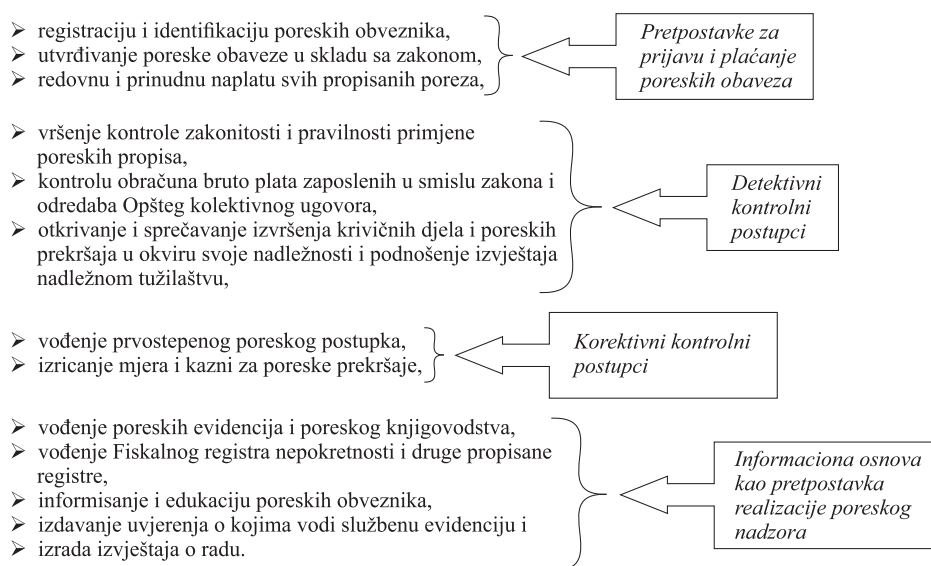 ➢ registraciju i identifikaciju poreskih obveznika,
➢ utvrđivanje poreske obaveze u skladu sa zakonom,
➢ redovnu i prinudnu naplatu svih propisanih poreza,
Pretpostavke za
prijavu i plaćanje
poreskih obaveza
➢ vršenje kontrole zakonitosti i pravilnosti primjene
poreskih propisa,
➢ kontrolu obračuna bruto plata zaposlenih u smislu zakona i
odredaba Opšteg kolektivnog ugovora,
➢ otkrivanje i sprečavanje izvršenja krivičnih djela i poreskih
prekršaja u okviru svoje nadležnosti i podnošenje izvještaja
nadležnom tužilaštvu,
Detektivni
kontrolni
postupci
➢ vođenje prvostepenog poreskog postupka,
➢ izricanje mjera i kazni za poreske prekršaje,
Korektivni kontrolni
postupci
➢ vođenje poreskih evidencija i poreskog knjigovodstva,
➢ vođenje Fiskalnog registra nepokretnosti i druge propisane
registre,
➢ informisanje i edukaciju poreskih obveznika,
➢ izdavanje uvjerenja o kojima vodi službenu evidenciju i
➢ izrada izvještaja o radu.
Informaciona osnova
kao pretpostavka
realizacije poreskog
nadzora